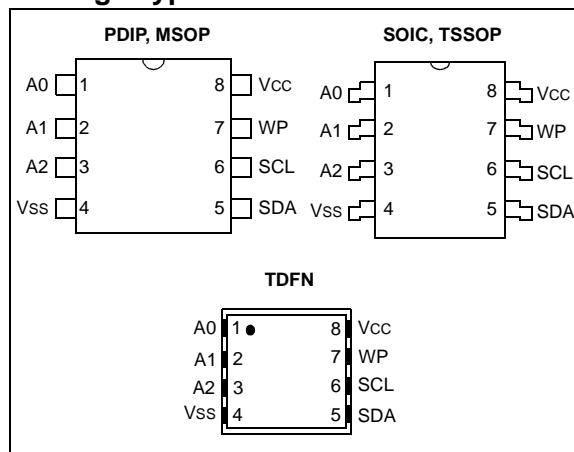 PDIP, MSOP
A0 1 8 VCC
A1 2 7 WP
A2 3 6 SCL
VSS 4 5 SDA
SOIC, TSSOP
A0 1 8 VCC
A1 2 7 WP
A2 3 6 SCL
VSS 4 5 SDA
TDFN
A0 1 8 VCC
A1 2 7 WP
A2 3 6 SCL
VSS 4 5 SDA